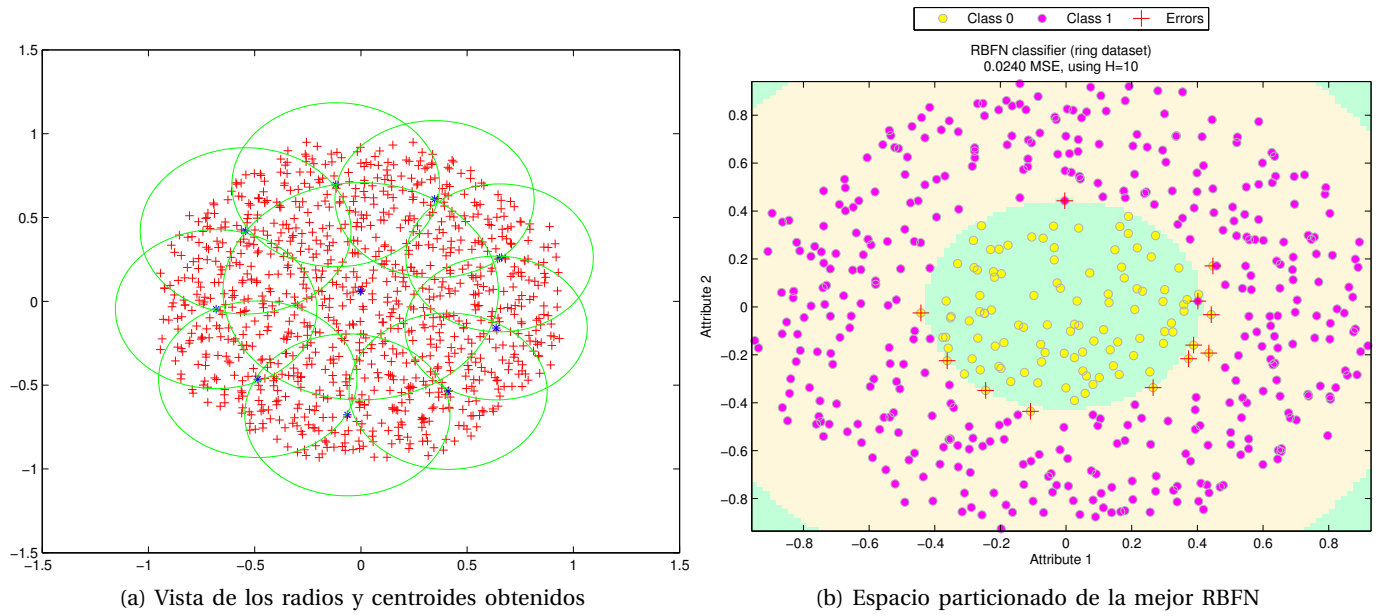 Class 0 Class 1 Errors
RBFN classifier (ring dataset)
0.0240 MSE, using H=10
1.5
1
0.5
0
−0.5
−1
−1.5
−1.5 −1 −0.5 0 0.5 1 1.5
Attribute 2
0.8
0.6
0.4
0.2
0
−0.2
−0.4
−0.6
−0.8
−0.8 −0.6 −0.4 −0.2 0 0.2 0.4 0.6 0.8
Attribute 1
(a) Vista de los radios y centroides obtenidos
(b) Espacio particionado de la mejor RBFN